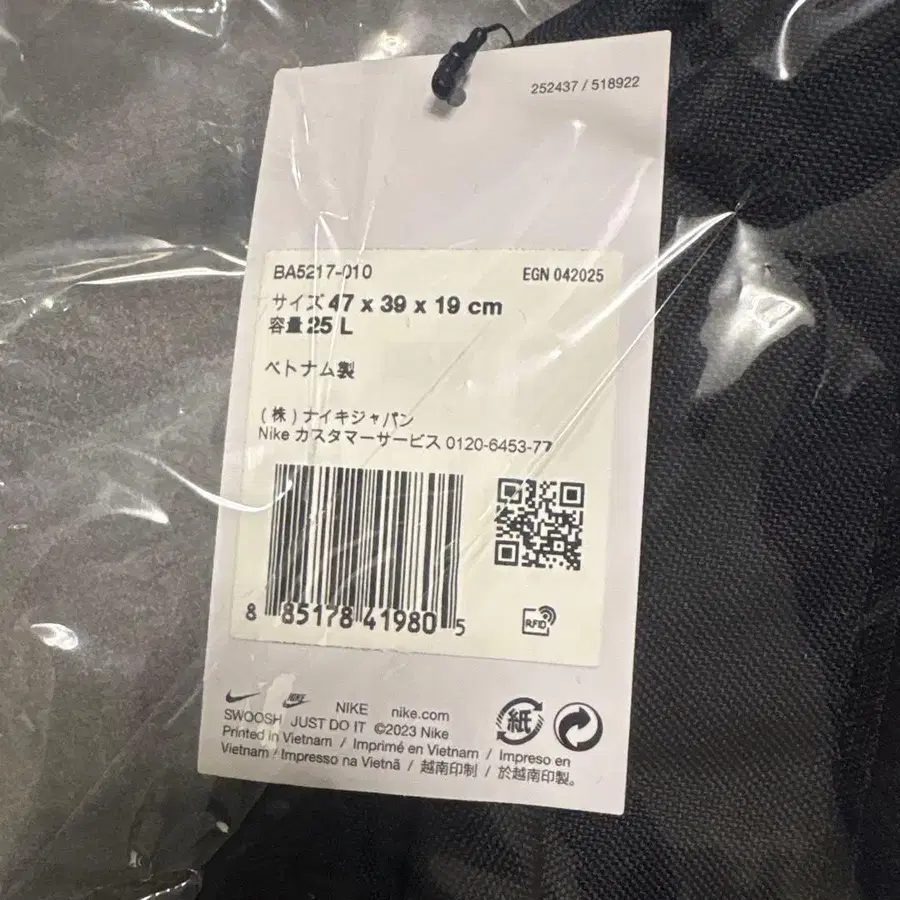 252437 / 518922
BA5217-010
EGN 042025
サイズ 47 x 39 x 19 cm
容量 25 L
ベトナム製
(株)ナイキジャパン
Nike カスタマーサービス 0120-6453-77
8 85178 41980 5
RFID
NIKE nike.com
SWOOSH JUST DO IT ©2023 Nike
Printed in Vietnam / Imprimé en Vietnam / Impreso en
Vietnam / Impresso na Vietnã / 越南印制 / 於越南印製。
紙